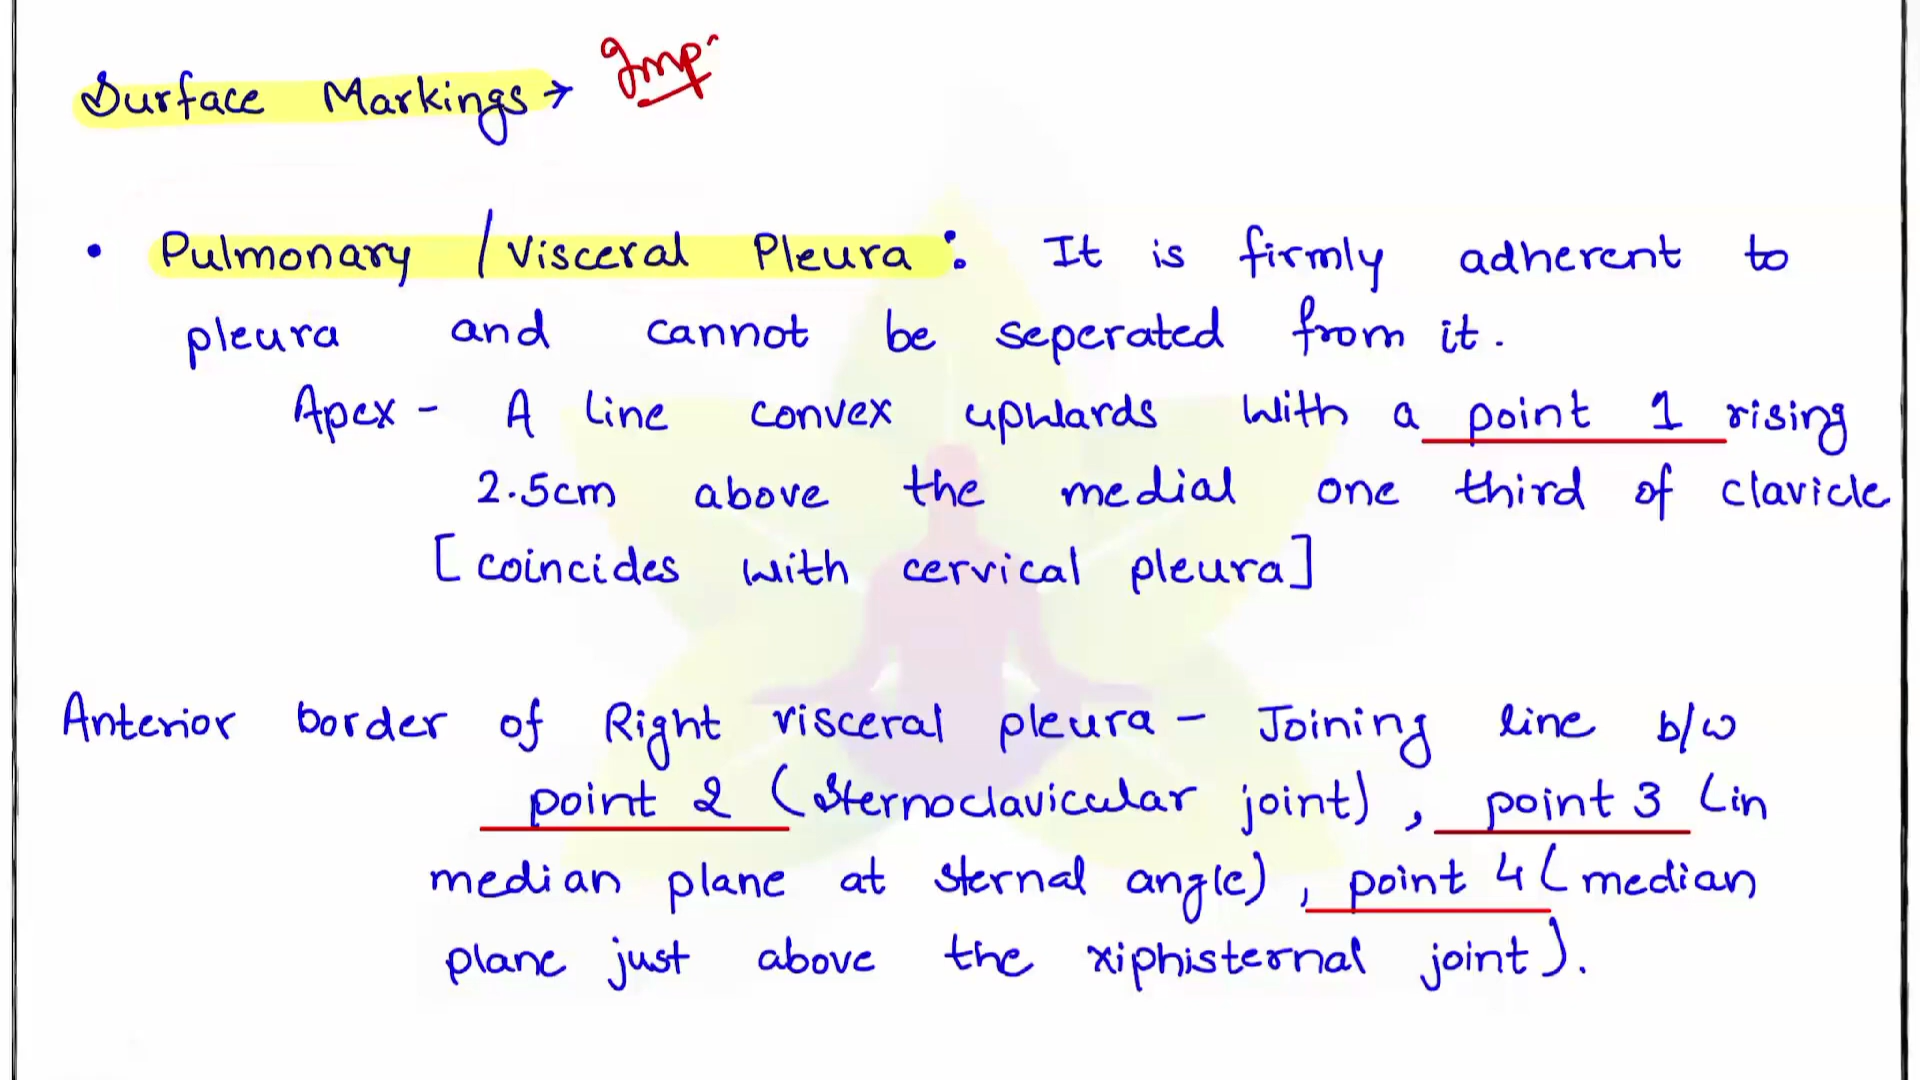 Surface Markings → Imp.
• Pulmonary / Visceral Pleura : It is firmly adherent to
pleura and cannot be seperated from it.
Apex - A line convex upwards with a point 1 rising
2.5cm above the medial one third of clavicle
[coincides with cervical pleura]
Anterior border of Right visceral pleura - Joining line b/w
point 2 (sternoclavicular joint), point 3 (in
median plane at sternal angle), point 4 (median
plane just above the xiphisternal joint).